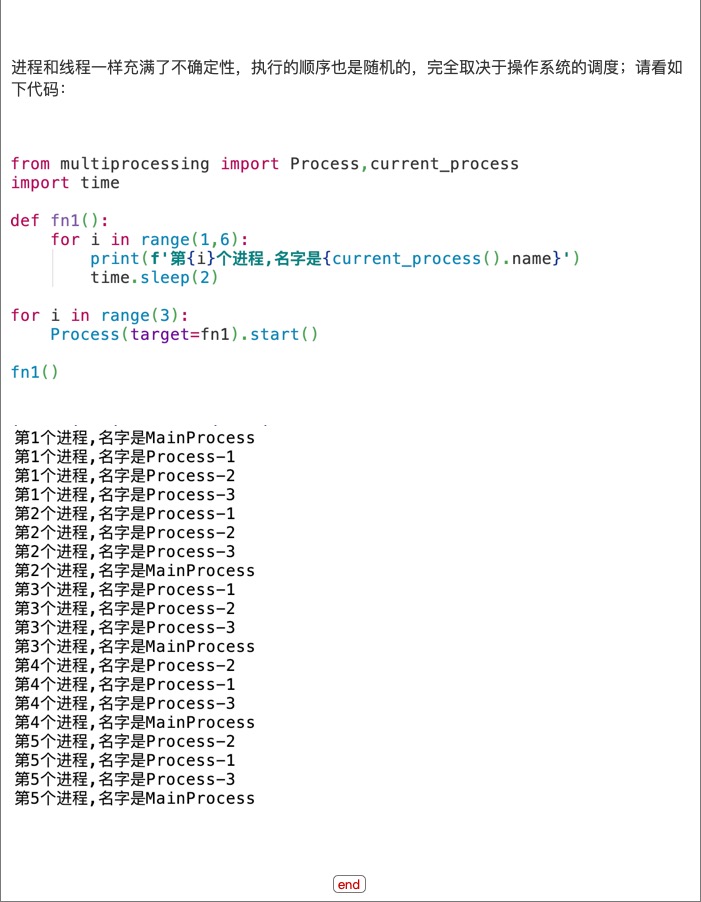 进程和线程一样充满了不确定性，执行的顺序也是随机的，完全取决于操作系统的调度；请看如
下代码：
from multiprocessing import Process,current_process
import time
def fn1():
    for i in range(1,6):
        print(f'第{i}个进程,名字是{current_process().name}')
        time.sleep(2)
for i in range(3):
    Process(target=fn1).start()
fn1()
第1个进程,名字是MainProcess
第1个进程,名字是Process-1
第1个进程,名字是Process-2
第1个进程,名字是Process-3
第2个进程,名字是Process-1
第2个进程,名字是Process-2
第2个进程,名字是Process-3
第2个进程,名字是MainProcess
第3个进程,名字是Process-1
第3个进程,名字是Process-2
第3个进程,名字是Process-3
第3个进程,名字是MainProcess
第4个进程,名字是Process-2
第4个进程,名字是Process-1
第4个进程,名字是Process-3
第4个进程,名字是MainProcess
第5个进程,名字是Process-2
第5个进程,名字是Process-1
第5个进程,名字是Process-3
第5个进程,名字是MainProcess
end